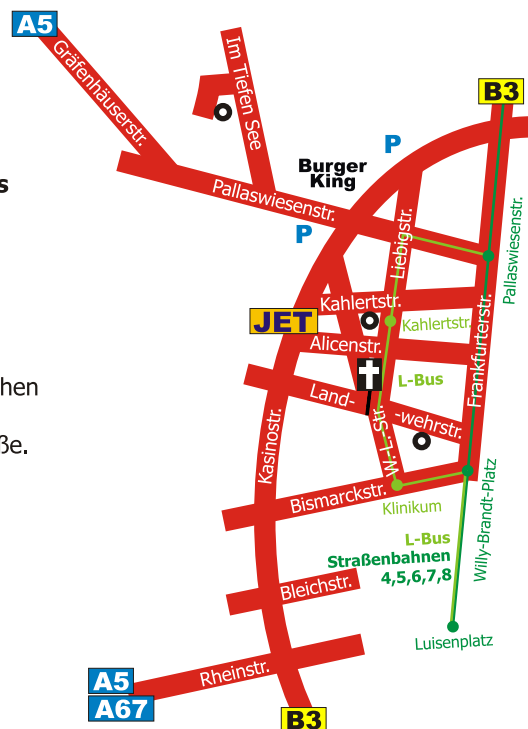 A5
Gräfenhäuserstr.
Im Tiefen See
B3
P
Burger
King
s
Pallaswiesenstr.
P
Pallaswiesenstr.
Liebigstr.
Kahlertstr.
JET
Kahlertstr.
Alicenstr.
Frankfurterstr.
L-Bus
hen
Land-
-wehrstr.
W.-L.-Str.
ße.
Kasinostr.
Bismarckstr.
Klinikum
Willy-Brandt-Platz
L-Bus
Straßenbahnen
4,5,6,7,8
Bleichstr.
Luisenplatz
Rheinstr.
A5
A67
B3